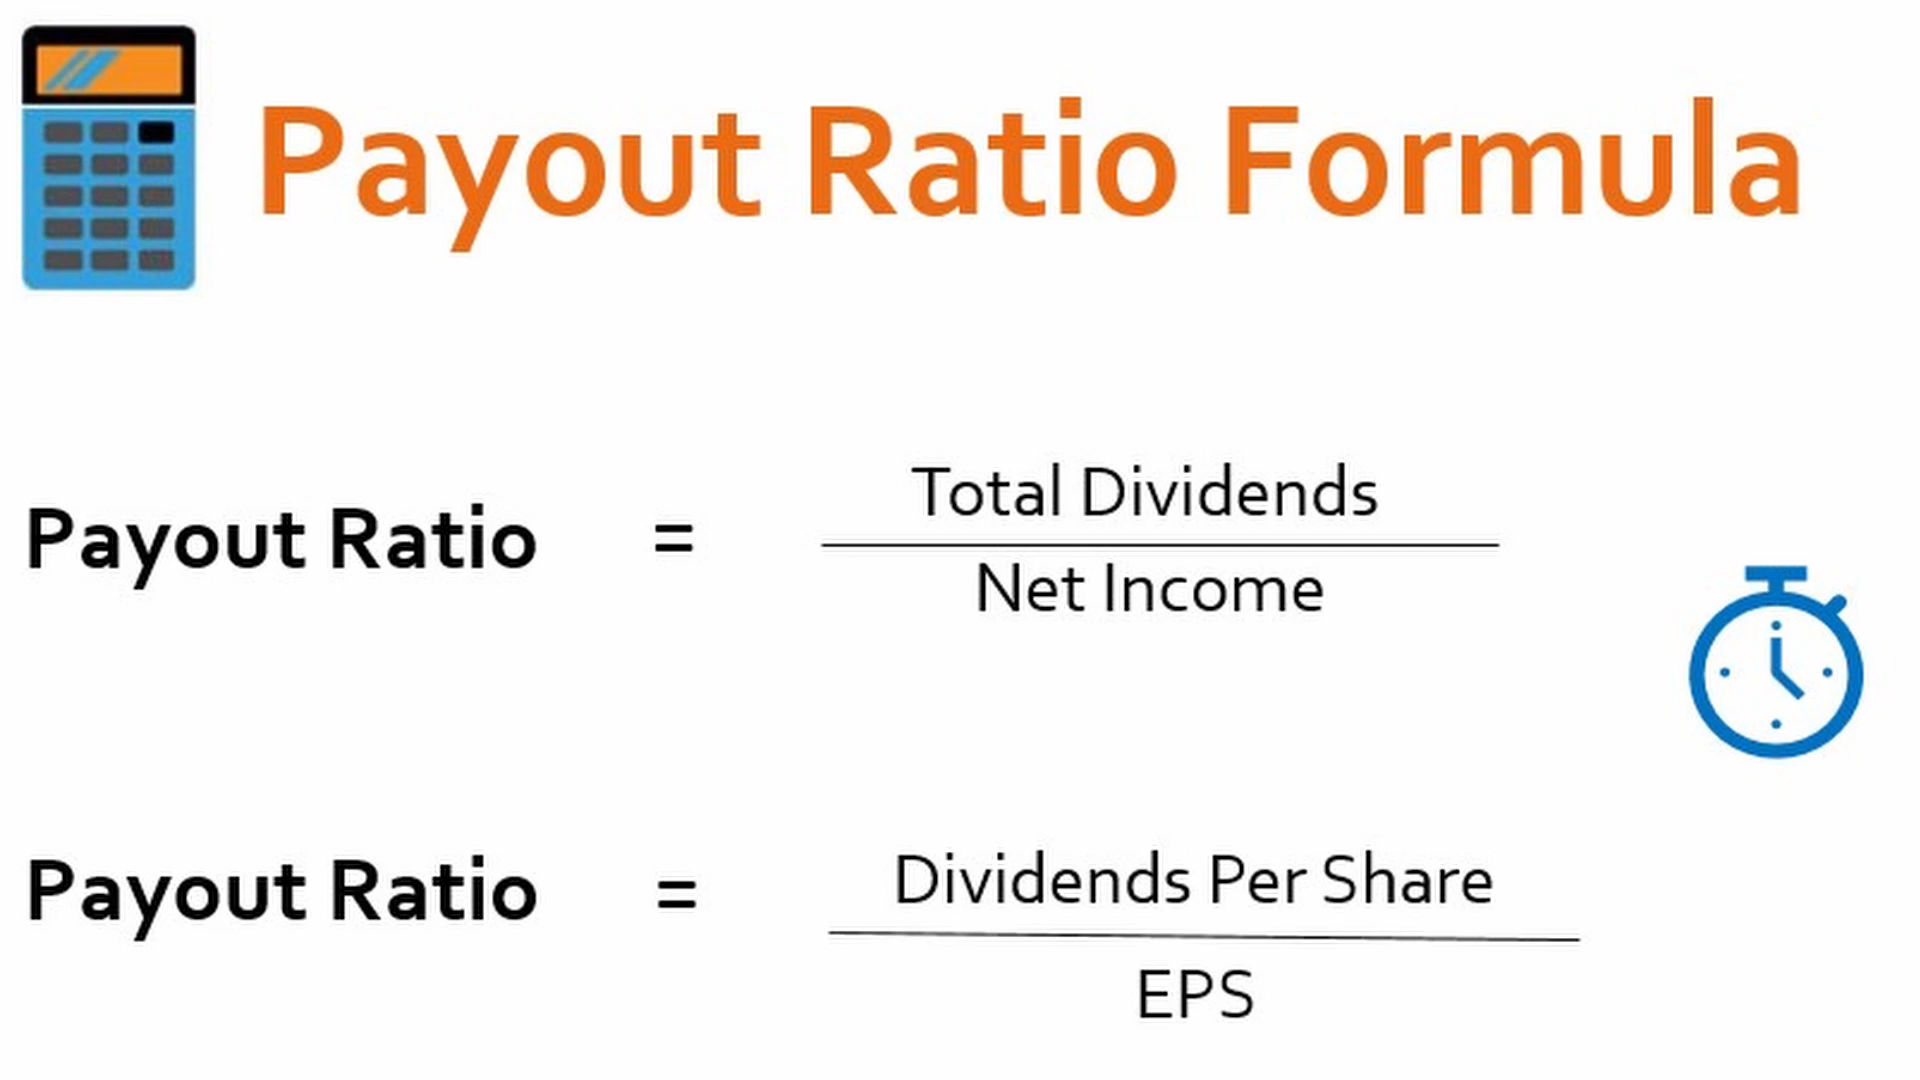 Payout Ratio Formula
Payout Ratio = Total Dividends
Net Income
Payout Ratio = Dividends Per Share
EPS